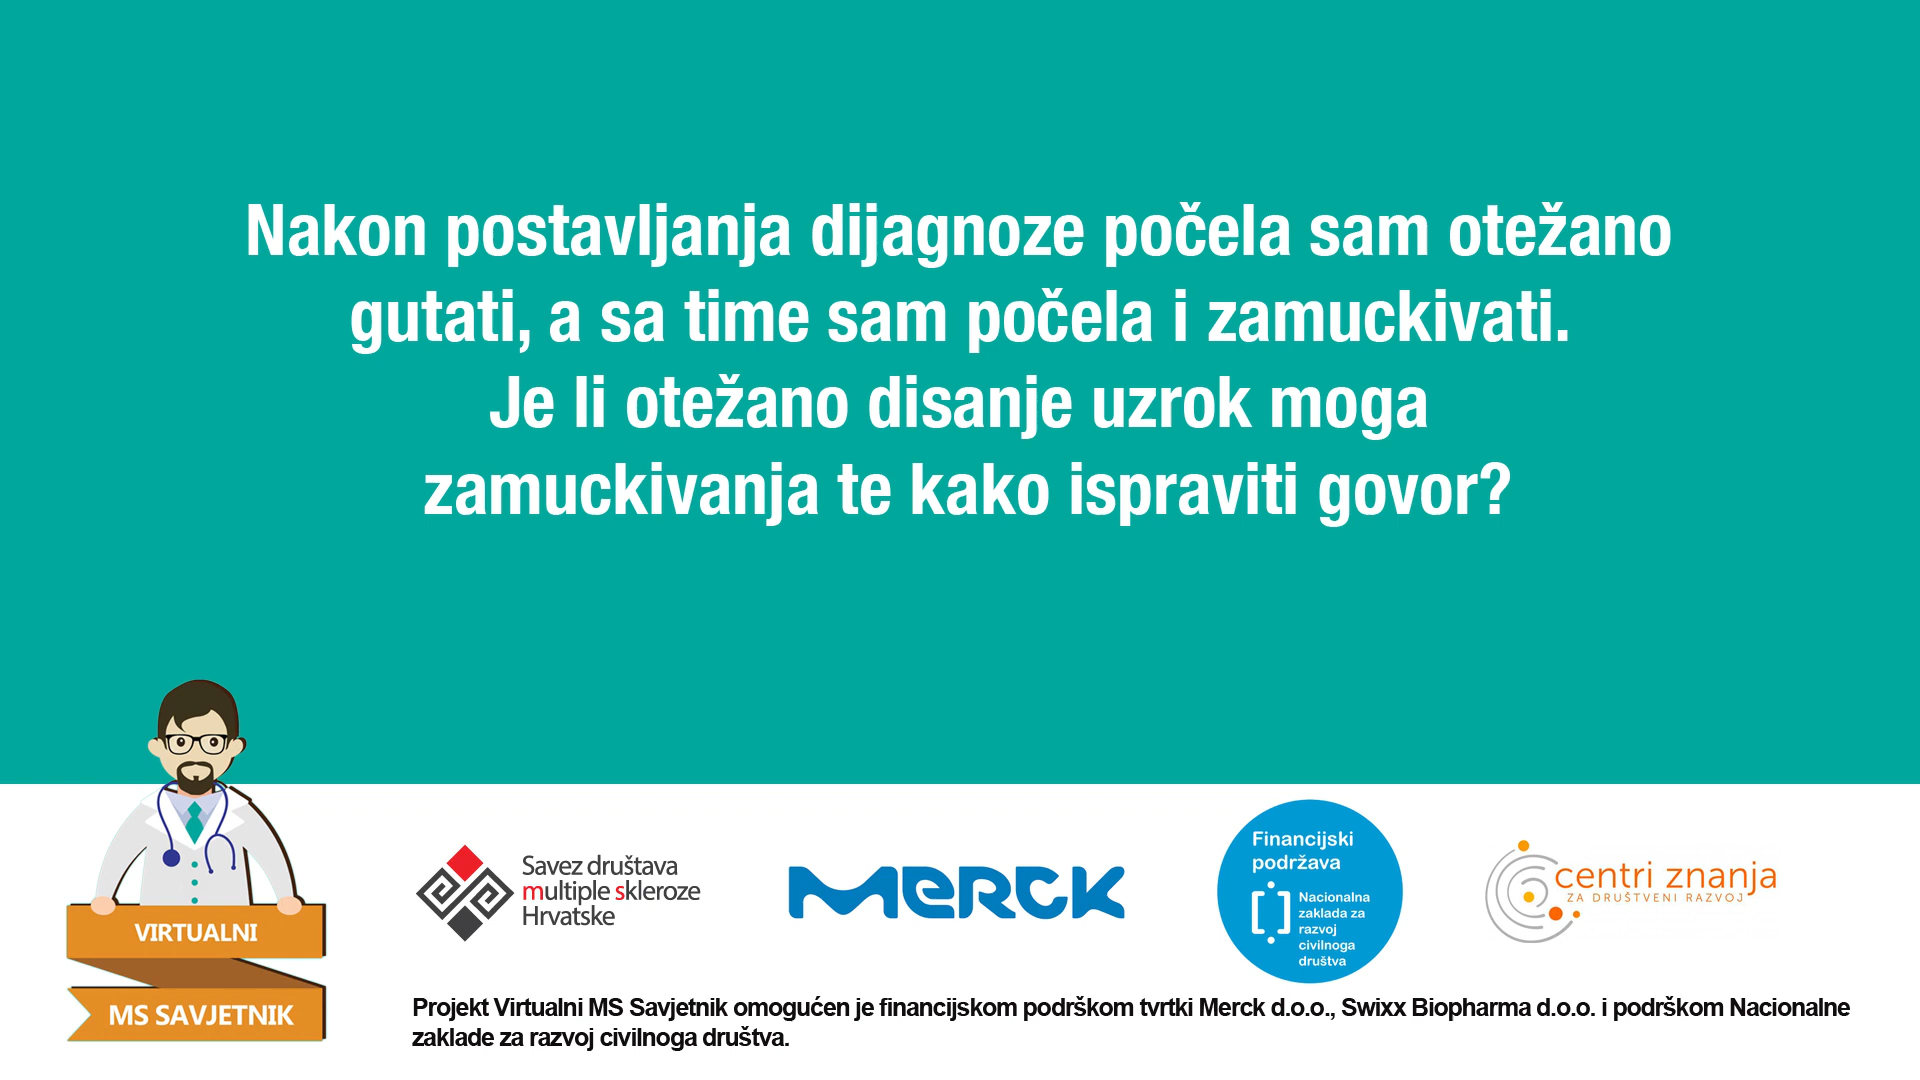 Nakon postavljanja dijagnoze počela sam otežano
gutati, a sa time sam počela i zamuckivati.
Je li otežano disanje uzrok moga
zamuckivanja te kako ispraviti govor?
VIRTUALNI
MS SAVJETNIK
Savez društava
multiple skleroze
Hrvatske
MERCK
Financijski
podržava
Nacionalna
zaklada za
razvoj
civilnoga
društva
centri znanja
ZA DRUŠTVENI RAZVOJ
Projekt Virtualni MS Savjetnik omogućen je financijskom podrškom tvrtki Merck d.o.o., Swixx Biopharma d.o.o. i podrškom Nacionalne
zaklade za razvoj civilnoga društva.